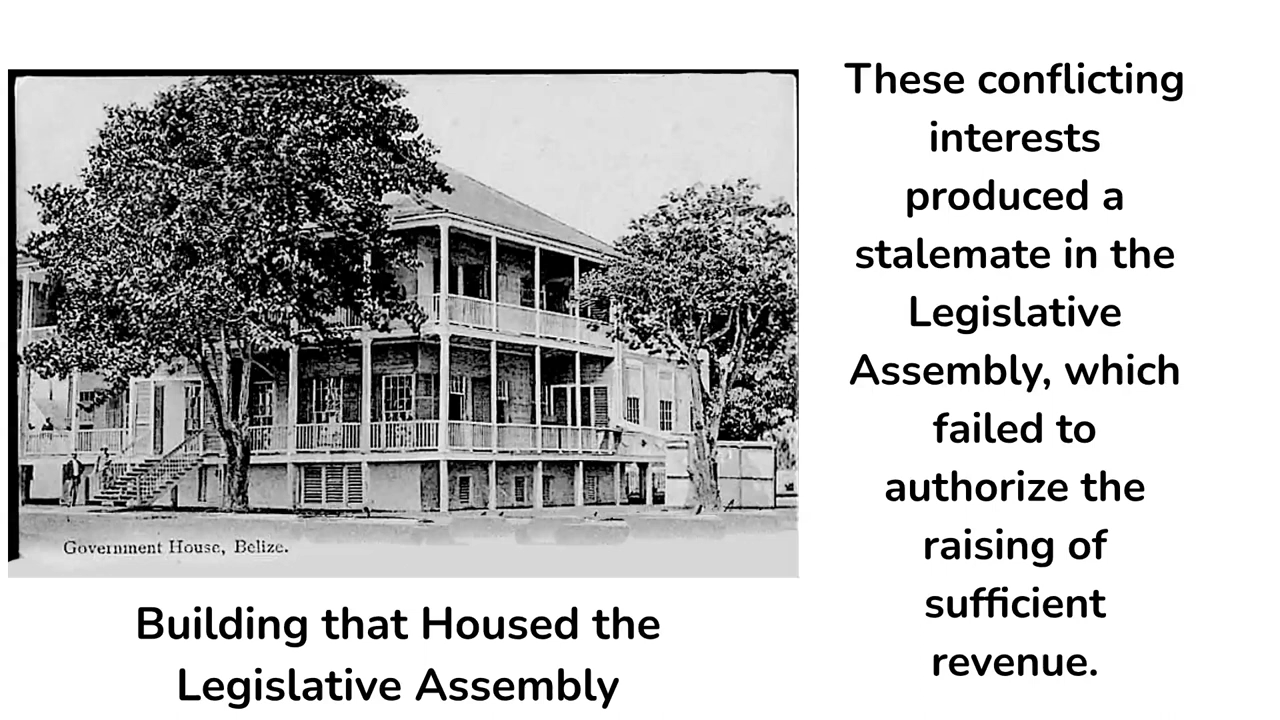 Government House, Belize.
Building that Housed the
Legislative Assembly
These conflicting
interests
produced a
stalemate in the
Legislative
Assembly, which
failed to
authorize the
raising of
sufficient
revenue.